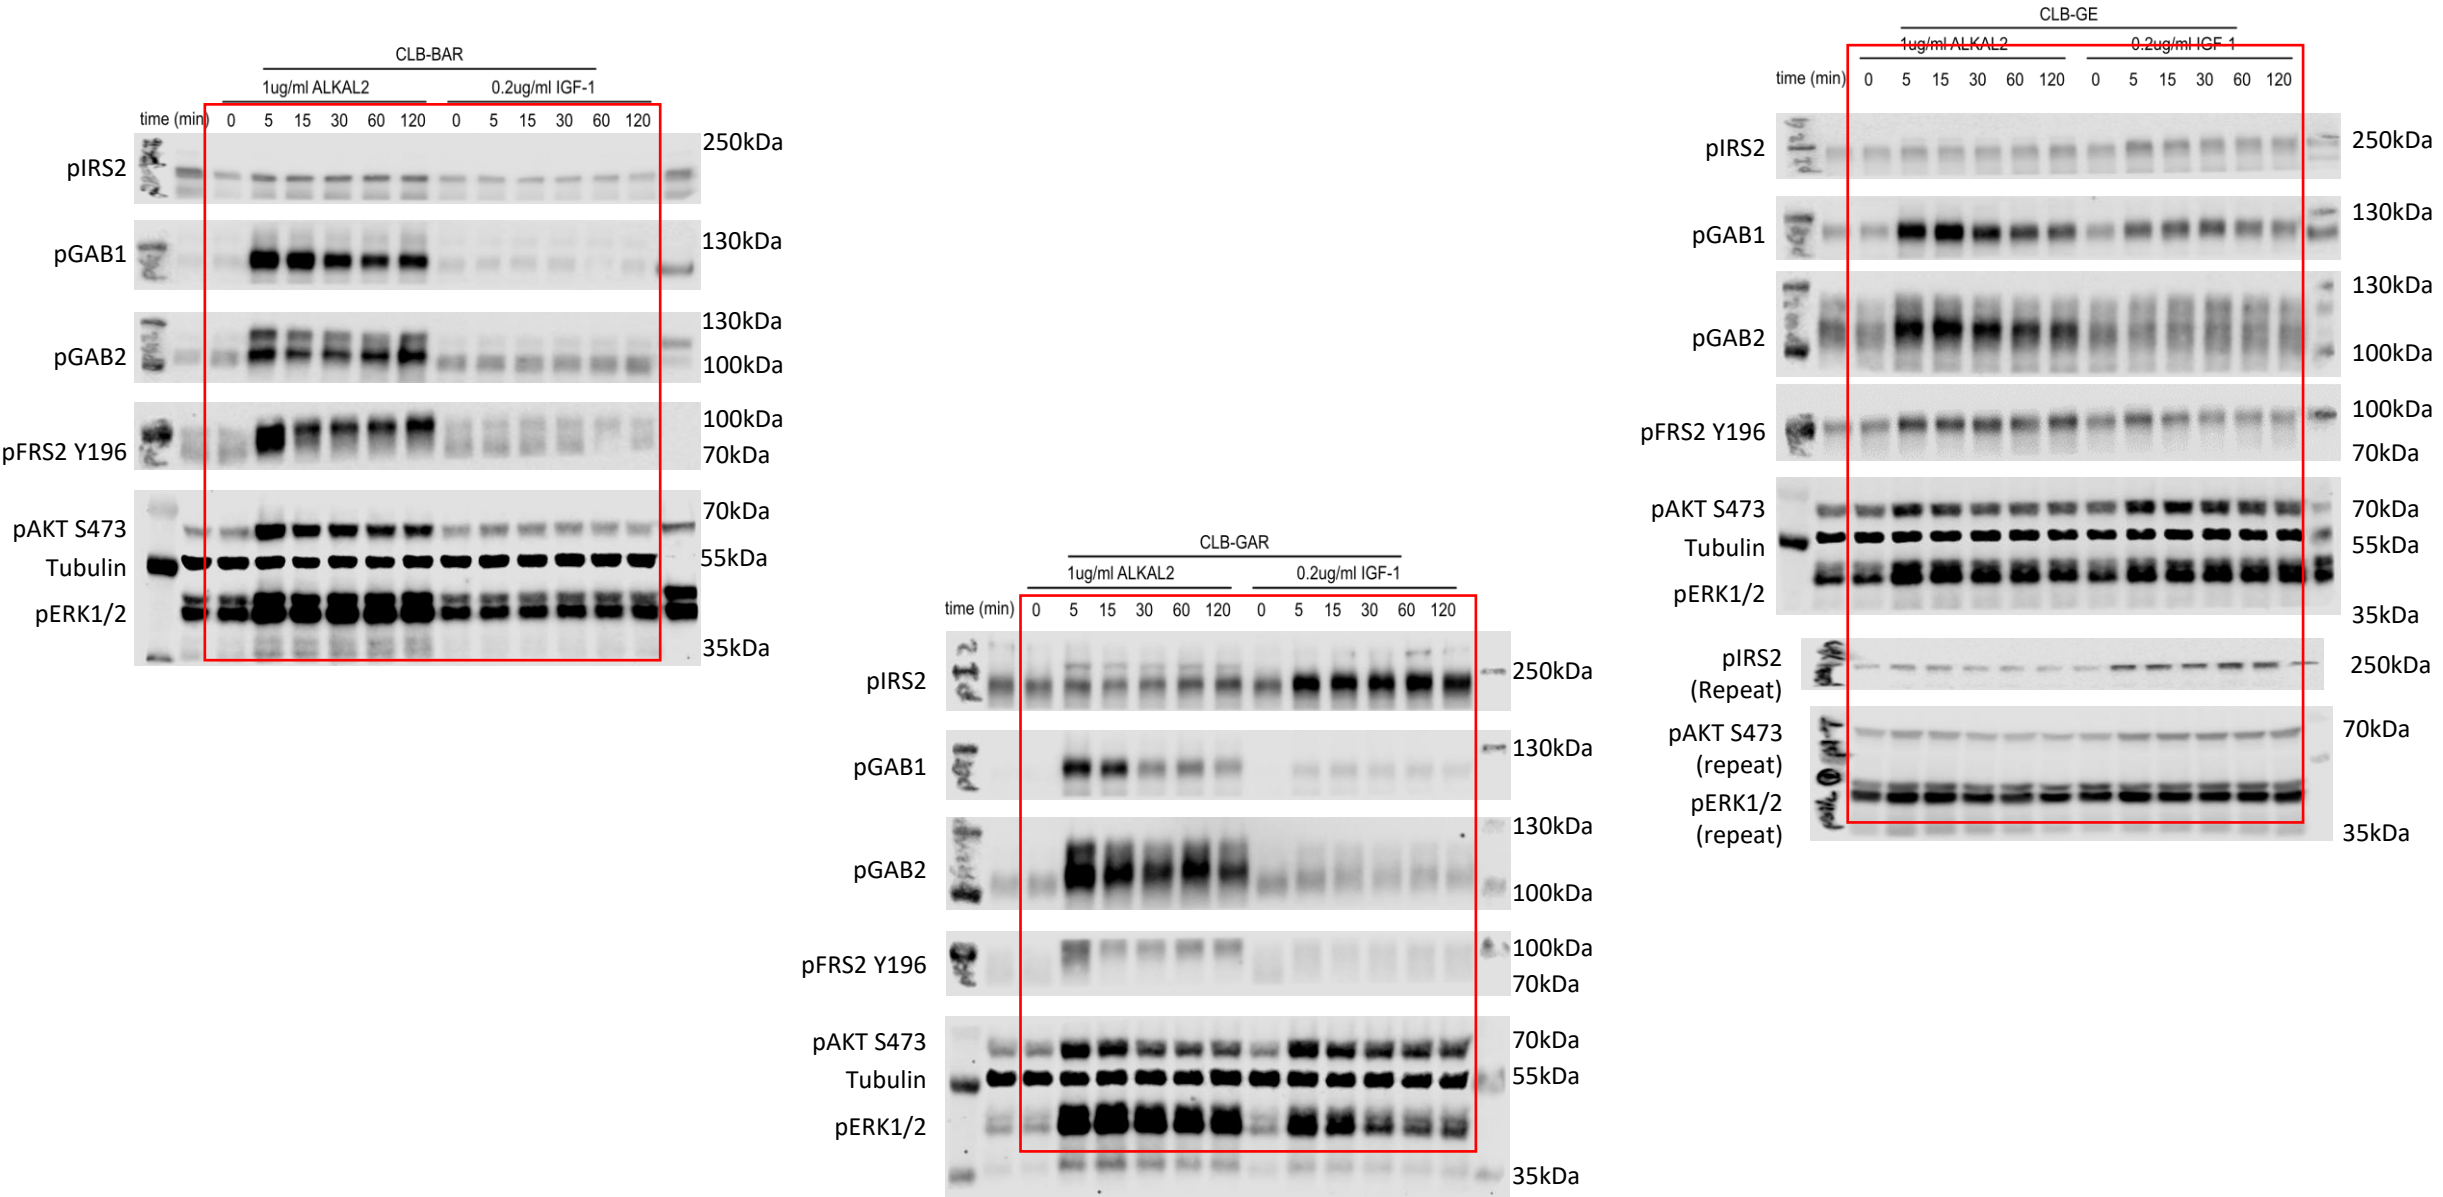 CLB-BAR
1ug/ml ALKAL2 0.2ug/ml IGF-1
time (min) 0 5 15 30 60 120 0 5 15 30 60 120
pIRS2 250kDa
pGAB1 130kDa
pGAB2 130kDa
100kDa
pFRS2 Y196 100kDa
70kDa
pAKT S473 70kDa
Tubulin 55kDa
pERK1/2
35kDa
CLB-GAR
1ug/ml ALKAL2 0.2ug/ml IGF-1
time (min) 0 5 15 30 60 120 0 5 15 30 60 120
pIRS2 250kDa
pGAB1 130kDa
pGAB2 130kDa
100kDa
pFRS2 Y196 100kDa
70kDa
pAKT S473 70kDa
Tubulin 55kDa
pERK1/2
35kDa
CLB-GE
1ug/ml ALKAL2 0.2ug/ml IGF-1
time (min) 0 5 15 30 60 120 0 5 15 30 60 120
pIRS2 250kDa
pGAB1 130kDa
pGAB2 130kDa
100kDa
pFRS2 Y196 100kDa
70kDa
pAKT S473 70kDa
Tubulin 55kDa
pERK1/2
35kDa
pIRS2
(Repeat) 250kDa
pAKT S473 70kDa
(repeat)
pERK1/2
(repeat) 35kDa